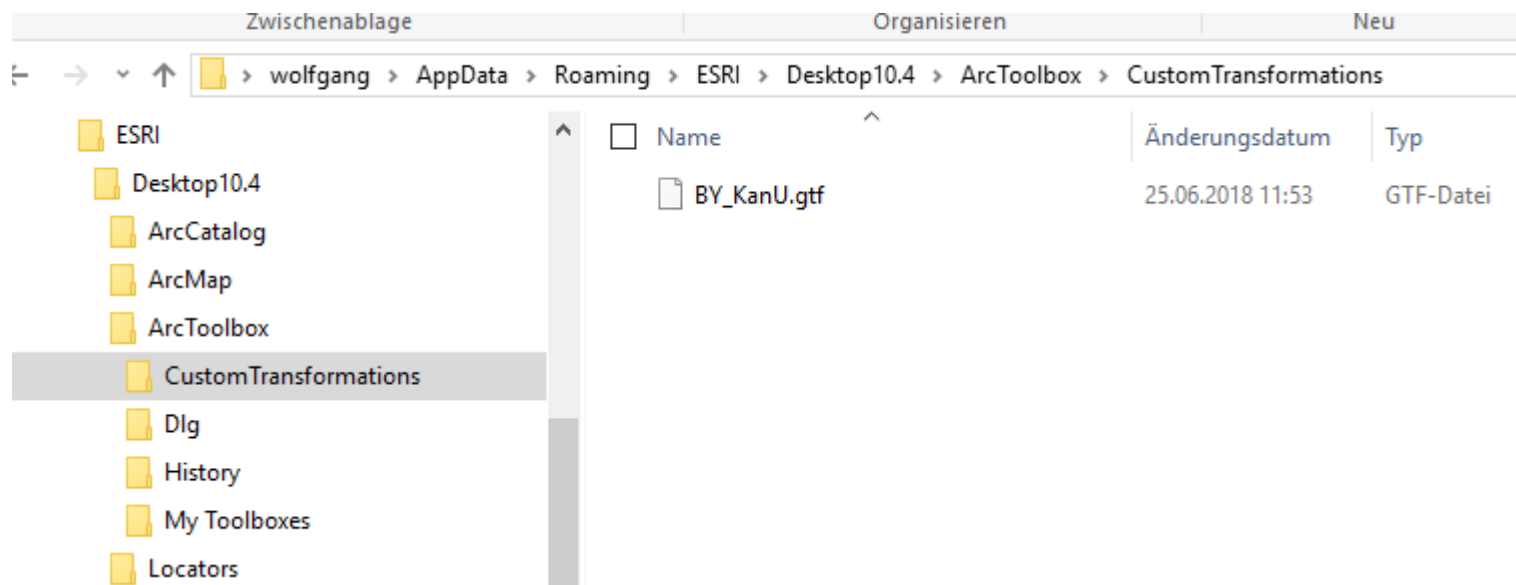 Zwischenablage Organisieren Neu
wolfgang > AppData > Roaming > ESRI > Desktop10.4 > ArcToolbox > CustomTransformations
ESRI
Desktop10.4
ArcCatalog
ArcMap
ArcToolbox
CustomTransformations
Dlg
History
My Toolboxes
Locators
Name Änderungsdatum Typ
BY_KanU.gtf 25.06.2018 11:53 GTF-Datei